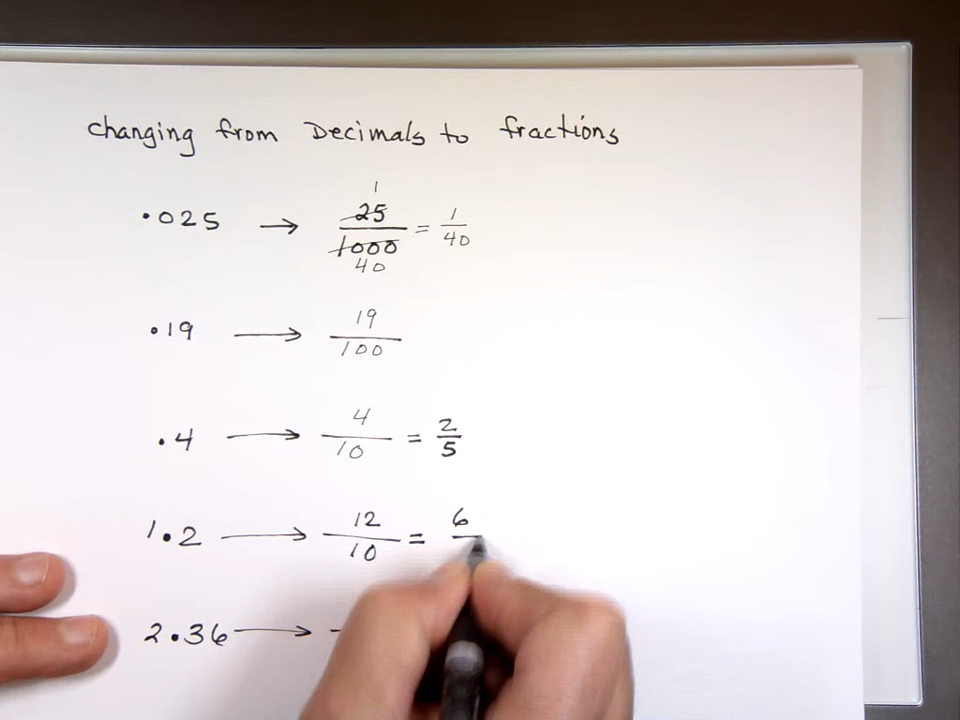 changing from Decimals to fractions
.025 → 25/1000 1 40 = 1/40
.19 → 19/100
.4 → 4/10 = 2/5
1.2 → 12/10 = 6
2.36 →